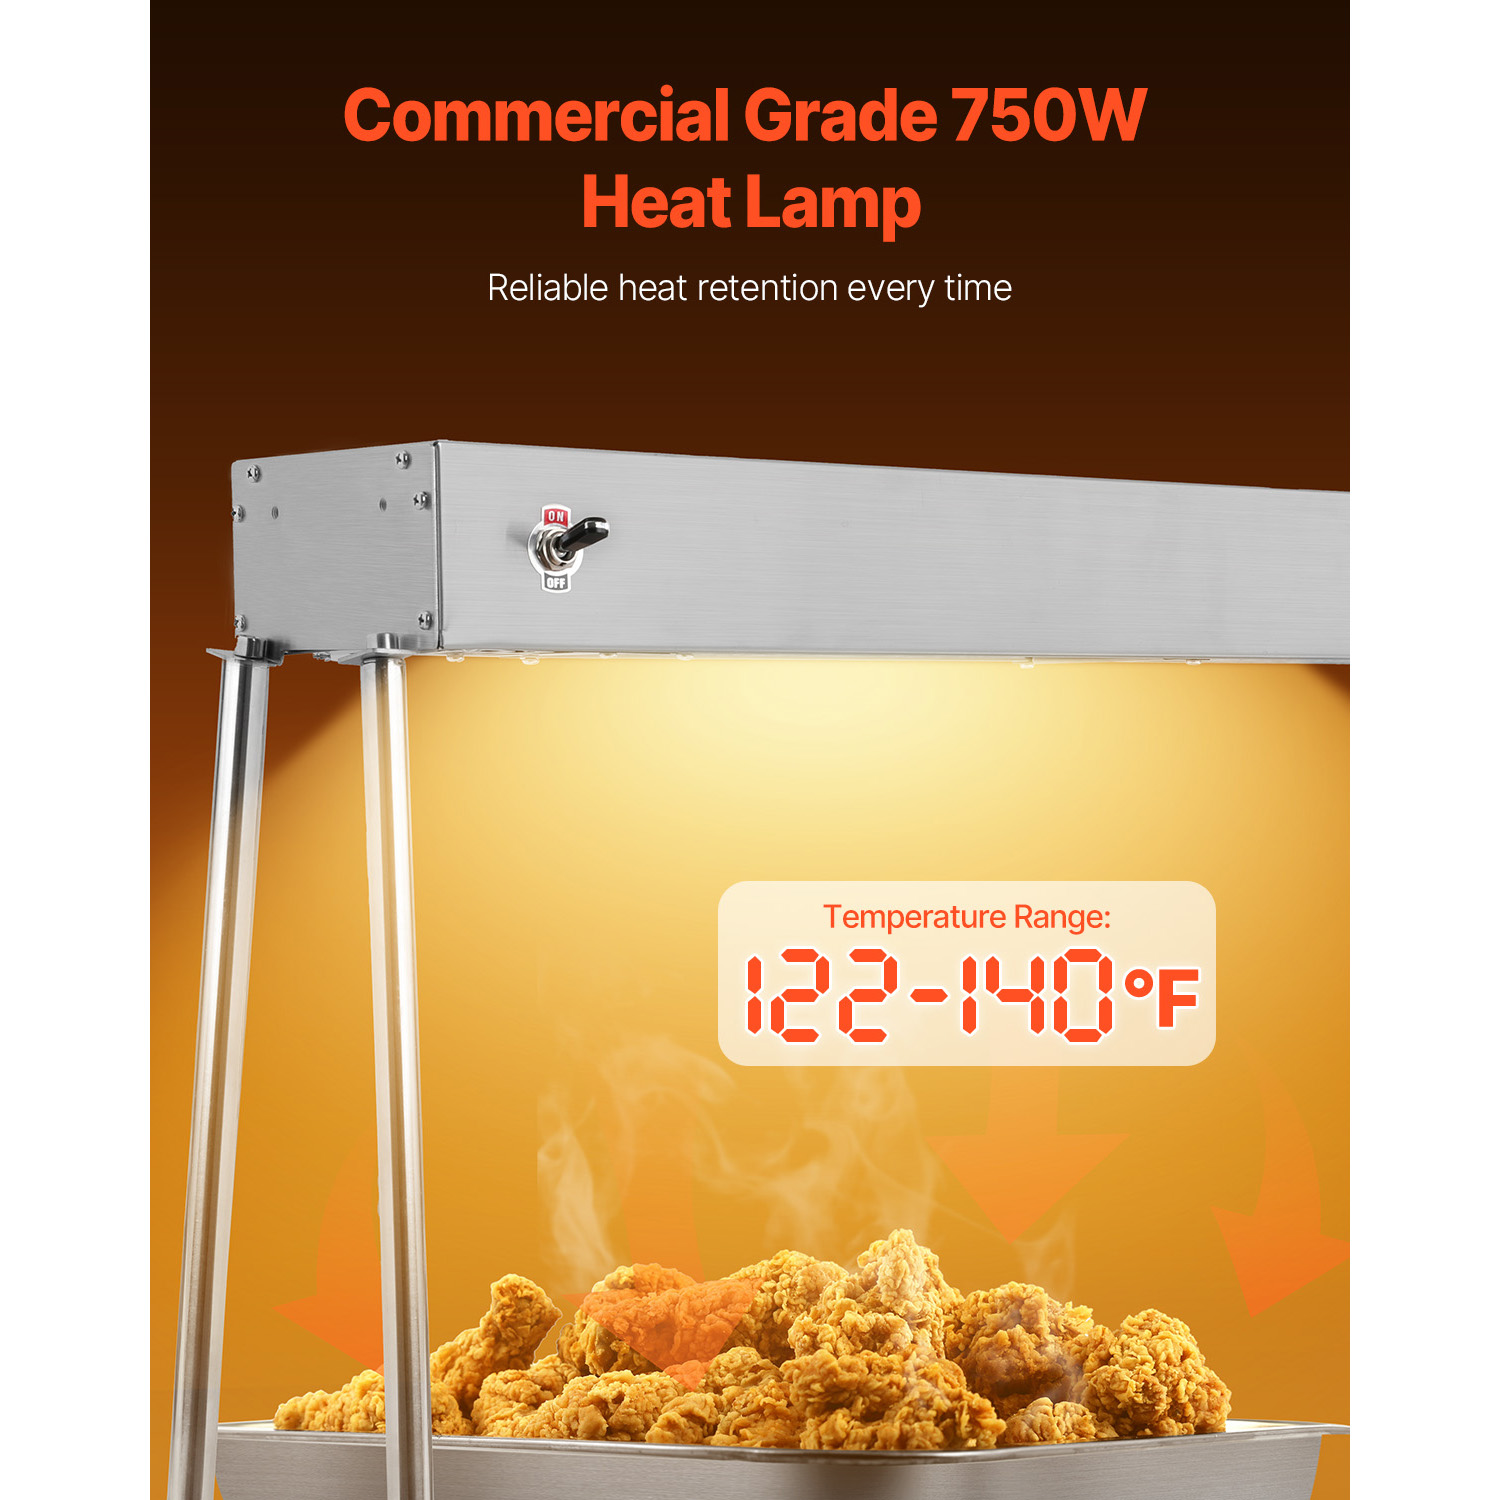 Commercial Grade 750W
Heat Lamp
Reliable heat retention every time
ON
OFF
Temperature Range:
122-140°F